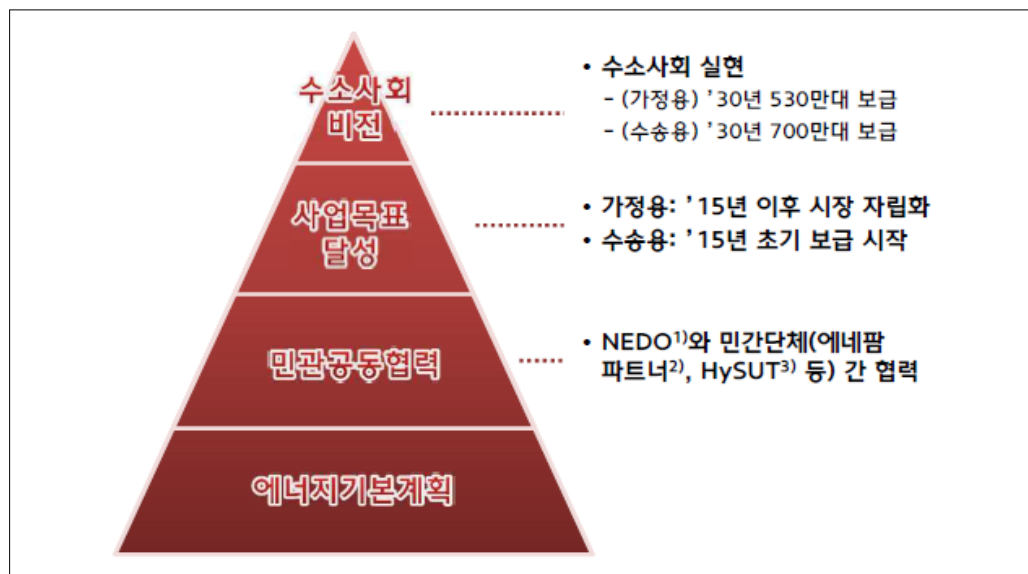 수소사회
비전
• 수소사회 실현
- (가정용) ’30년 530만대 보급
- (수송용) ’30년 700만대 보급
사업목표
달성
• 가정용: ’15년 이후 시장 자립화
• 수송용: ’15년 초기 보급 시작
민관공동협력
• NEDO1)와 민간단체(에네팜
파트너2), HySUT3) 등) 간 협력
에너지기본계획